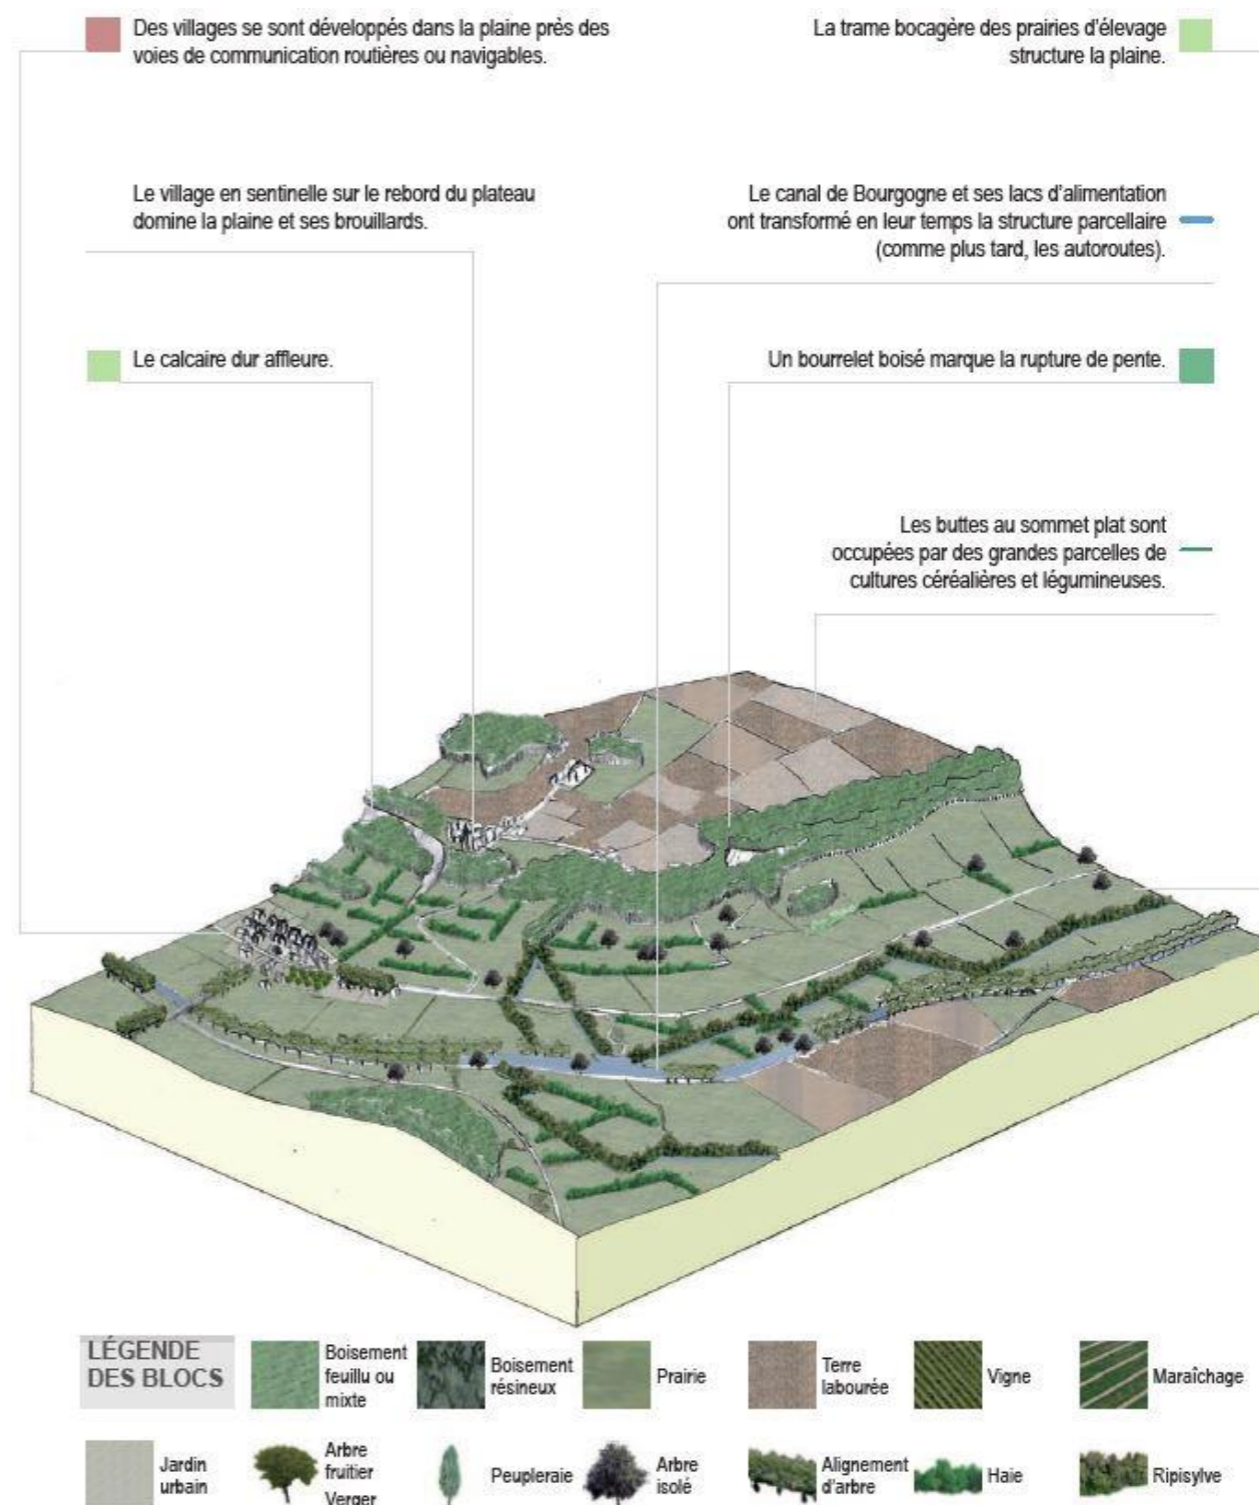 Des villages se sont développés dans la plaine près des
voies de communication routières ou navigables.
La trame bocagère des prairies d'élevage
structure la plaine.
Le village en sentinelle sur le rebord du plateau
domine la plaine et ses brouillards.
Le canal de Bourgogne et ses lacs d'alimentation
ont transformé en leur temps la structure parcellaire
(comme plus tard, les autoroutes).
Le calcaire dur affleure.
Un bourrelet boisé marque la rupture de pente.
Les buttes au sommet plat sont
occupées par des grandes parcelles de
cultures céréalières et légumineuses.
LÉGENDE
DES BLOCS
Boisement
feuillu ou
mixte
Boisement
résineux
Prairie
Terre
labourée
Vigne
Maraîchage
Jardin
urbain
Arbre
fruitier
Verger
Peupleraie
Arbre
isolé
Alignement
d'arbre
Haie
Ripisylve